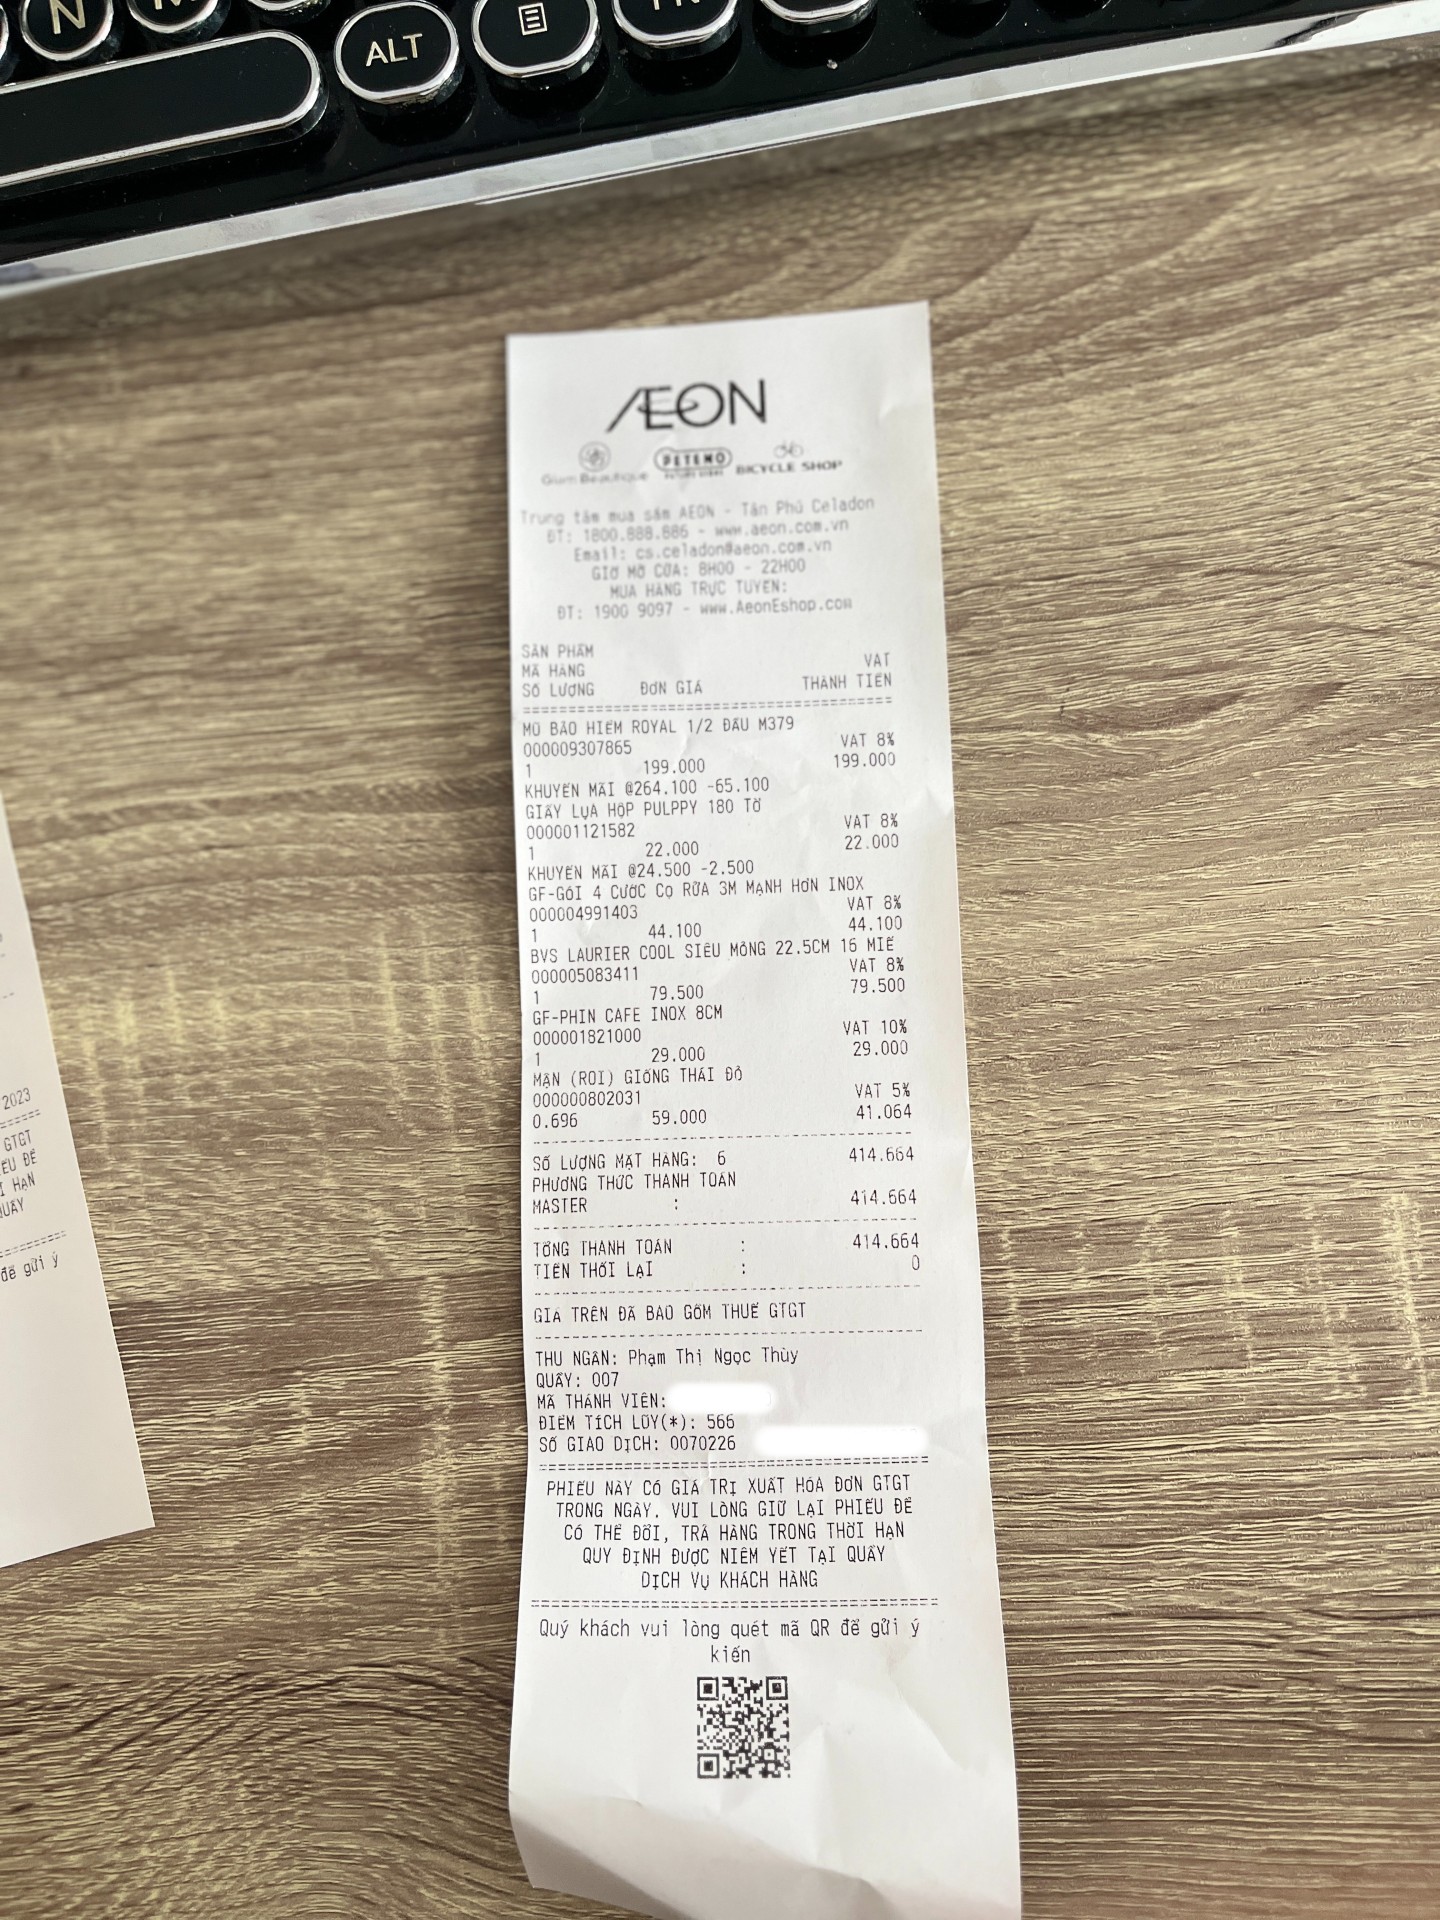 N
ALT
ÆON
Glam Beautique
PETEMO
BICYCLE SHOP
Trung tâm mua sắm AEON - Tân Phú Celadon
ĐT: 1800.888.886 - www.aeon.com.vn
Email: cs.celadon@aeon.com.vn
GIỜ MỞ CỬA: 8H00 - 22H00
MUA HÀNG TRỰC TUYẾN:
ĐT: 1900 9097 - www.AeonEshop.com
SẢN PHẨM
MÃ HÀNG VAT
SỐ LƯỢNG ĐƠN GIÁ THÀNH TIỀN
MŨ BẢO HIỂM ROYAL 1/2 ĐẦU M379
000009307865 VAT 8%
1 199.000 199.000
KHUYẾN MÃI @264.100 -65.100
GIẤY LỤA HỘP PULPPY 180 TỜ
000001121582 VAT 8%
1 22.000 22.000
KHUYẾN MÃI @24.500 -2.500
GF-GÓI 4 CƯỚC CỌ RỬA 3M MẠNH HƠN INOX
000004991403 VAT 8%
1 44.100 44.100
BVS LAURIER COOL SIÊU MỎNG 22.5CM 16 MIẾ
000005083411 VAT 8%
1 79.500 79.500
GF-PHIN CAFE INOX 8CM
000001821000 VAT 10%
1 29.000 29.000
MẬN (ROI) GIỐNG THÁI ĐỎ
000000802031 VAT 5%
0.696 59.000 41.064
SỐ LƯỢNG MẶT HÀNG: 6 414.664
PHƯƠNG THỨC THANH TOÁN
MASTER : 414.664
TỔNG THANH TOÁN : 414.664
TIỀN THỐI LẠI : 0
GIÁ TRÊN ĐÃ BAO GỒM THUẾ GTGT
THU NGÂN: Phạm Thị Ngọc Thùy
QUẦY: 007
MÃ THÀNH VIÊN:
ĐIỂM TÍCH LŨY(*): 566
SỐ GIAO DỊCH: 0070226
PHIẾU NÀY CÓ GIÁ TRỊ XUẤT HÓA ĐƠN GTGT
TRONG NGÀY. VUI LÒNG GIỮ LẠI PHIẾU ĐỂ
CÓ THỂ ĐỔI, TRẢ HÀNG TRONG THỜI HẠN
QUY ĐỊNH ĐƯỢC NIÊM YẾT TẠI QUẦY
DỊCH VỤ KHÁCH HÀNG
Quý khách vui lòng quét mã QR để gửi ý
kiến
2023
GTGT
ẾU ĐỂ
HẠN
QUẦY
để gửi ý